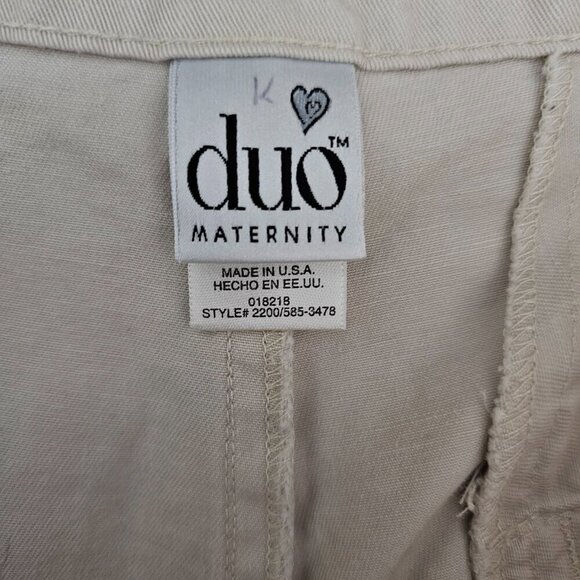 K
duo™
MATERNITY
MADE IN U.S.A.
HECHO EN EE.UU.
018218
STYLE# 2200/585-3478